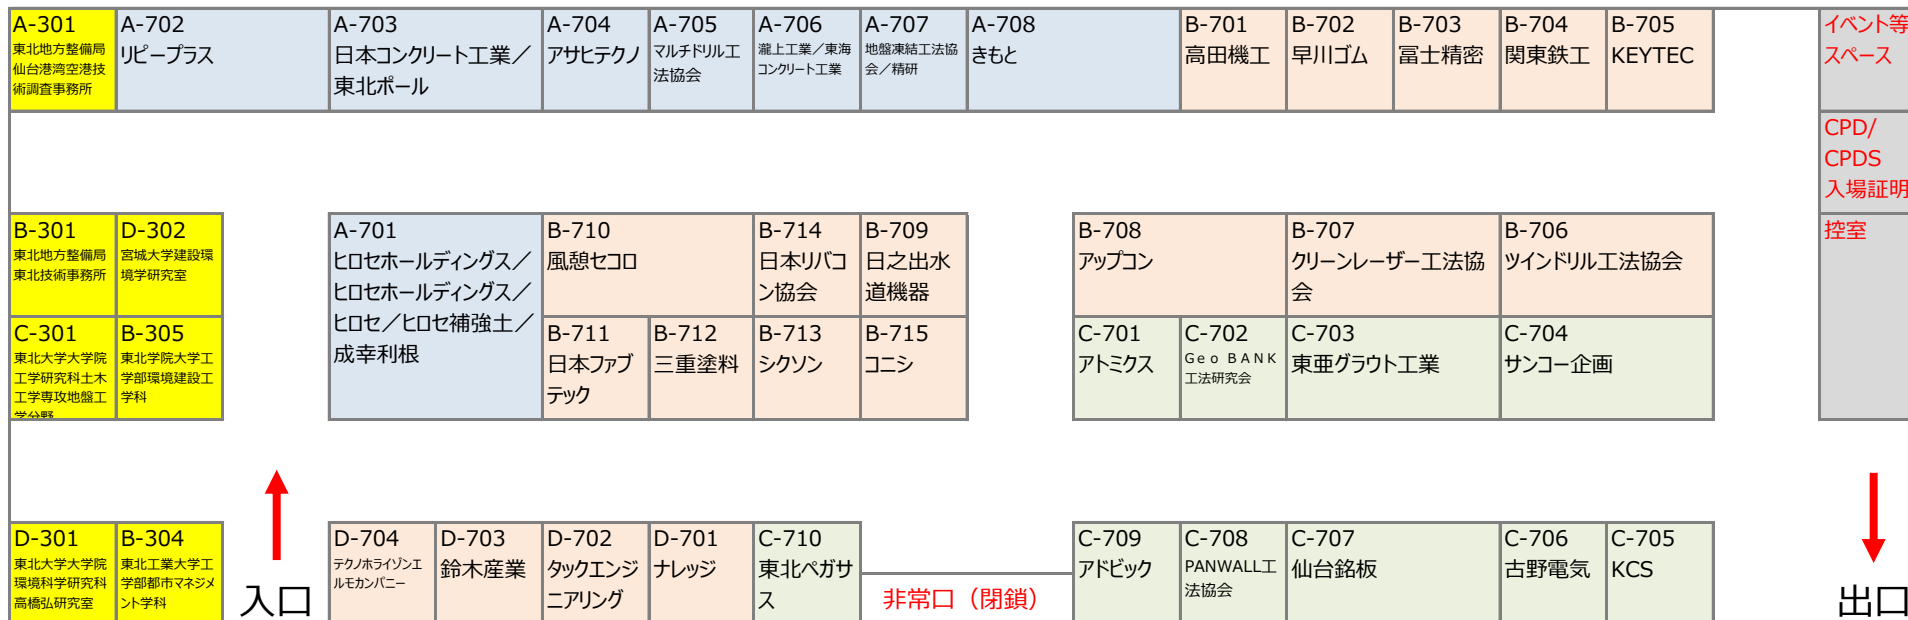 A-301
東北地方整備局
仙台港湾空港技
術調査事務所
A-702
リピープラス
A-703
日本コンクリート工業／
東北ポール
A-704
アサヒテクノ
A-705
マルチドリル工
法協会
A-706
瀧上工業／東海
コンクリート工業
A-707
地盤凍結工法協
会／精研
A-708
きもと
B-701
高田機工
B-702
早川ゴム
B-703
冨士精密
B-704
関東鉄工
B-705
KEYTEC
イベント等
スペース
CPD/
CPDS
入場証明
控室
B-301
東北地方整備局
東北技術事務所
D-302
宮城大学建設環
境学研究室
A-701
ヒロセホールディングス／
ヒロセホールディングス／
ヒロセ／ヒロセ補強土／
成幸利根
B-710
風憩セコロ
B-714
日本リバコ
ン協会
B-709
日之出水
道機器
B-708
アップコン
B-707
クリーンレーザー工法協
会
B-706
ツインドリル工法協会
C-301
東北大学大学院
工学研究科土木
工学専攻地盤工
学分野
B-305
東北学院大学工
学部環境建設工
学科
B-711
日本ファブ
テック
B-712
三重塗料
B-713
シクソン
B-715
コニシ
C-701
アトミクス
C-702
Geo BANK
工法研究会
C-703
東亜グラウト工業
C-704
サンコー企画
D-301
東北大学大学院
環境科学研究科
高橋弘研究室
B-304
東北工業大学工
学部都市マネジメ
ント学科
入口
D-704
テクノホライゾンエ
ルモカンパニー
D-703
鈴木産業
D-702
タックエンジ
ニアリング
D-701
ナレッジ
C-710
東北ペガサ
ス
非常口（閉鎖）
C-709
アドビック
C-708
PANWALL工
法協会
C-707
仙台銘板
C-706
古野電気
C-705
KCS
出口